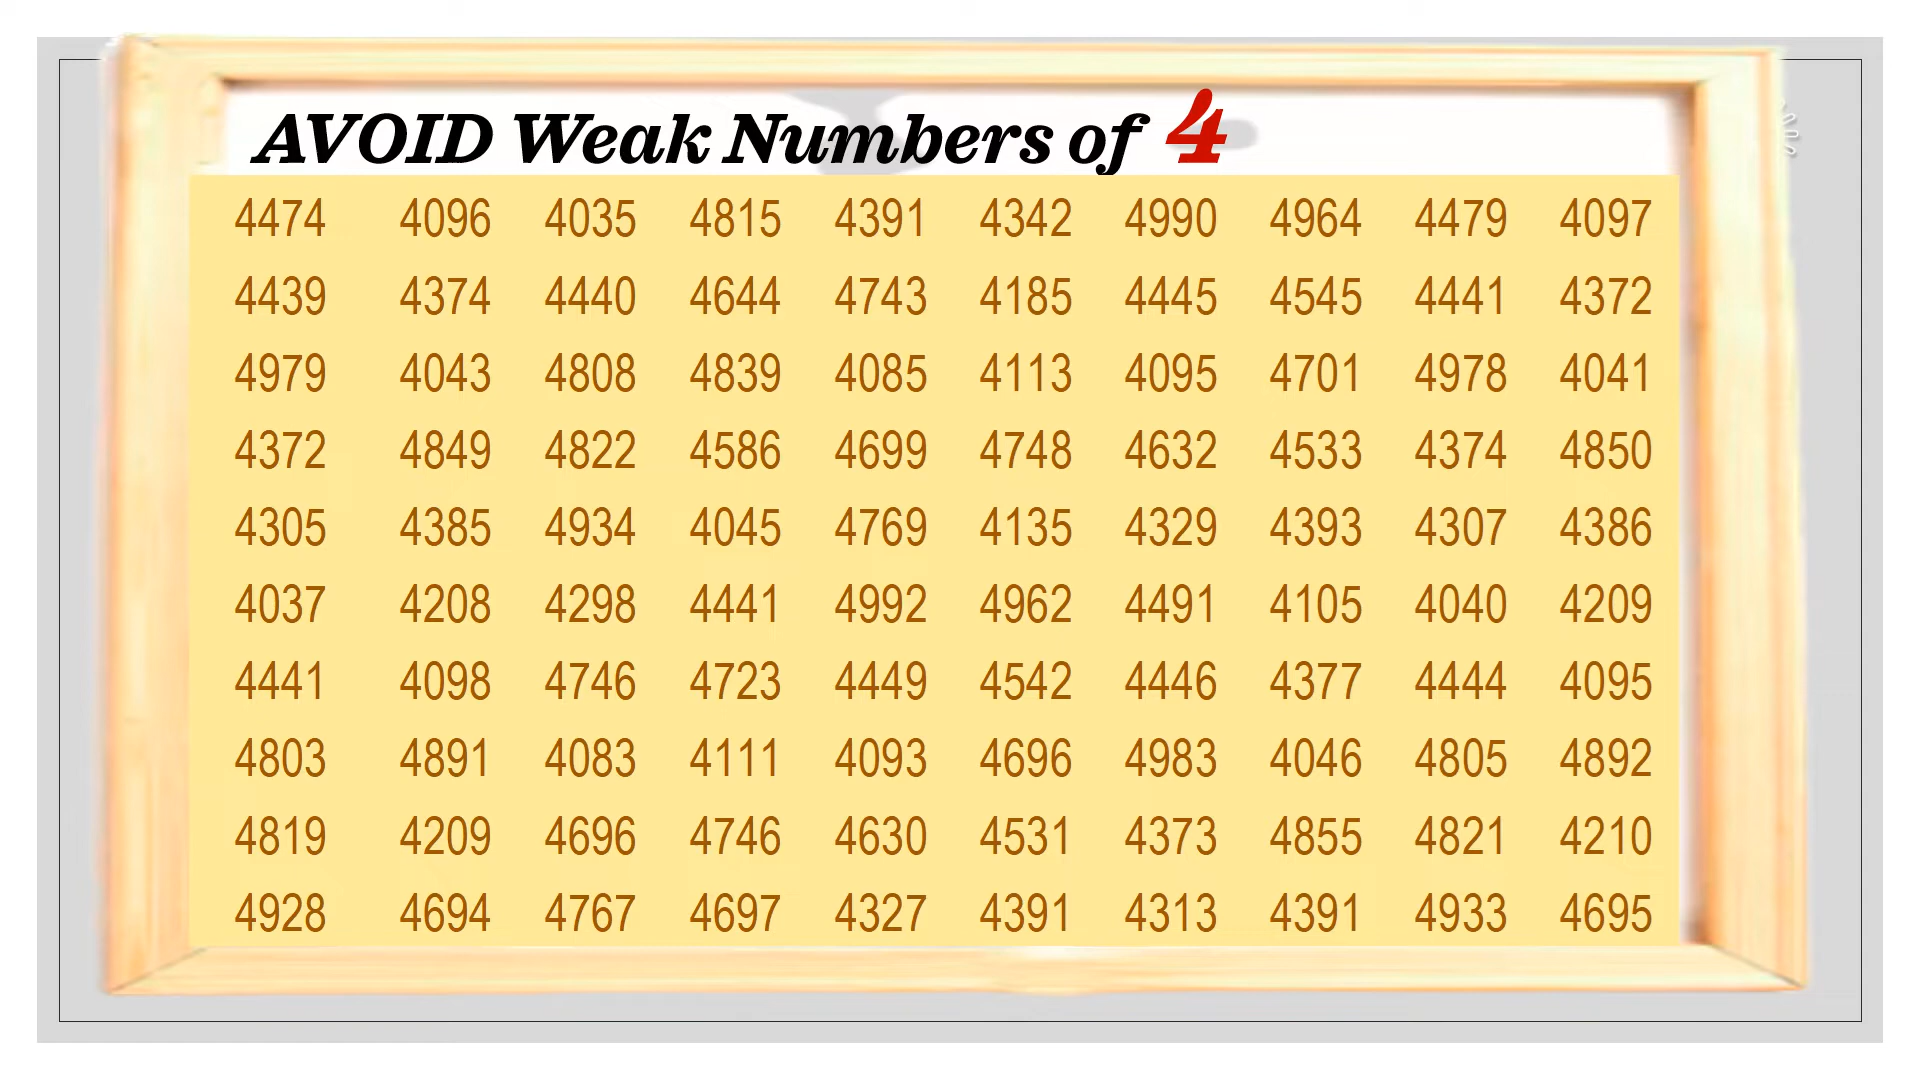 AVOID Weak Numbers of 4
4474 4096 4035 4815 4391 4342 4990 4964 4479 4097
4439 4374 4440 4644 4743 4185 4445 4545 4441 4372
4979 4043 4808 4839 4085 4113 4095 4701 4978 4041
4372 4849 4822 4586 4699 4748 4632 4533 4374 4850
4305 4385 4934 4045 4769 4135 4329 4393 4307 4386
4037 4208 4298 4441 4992 4962 4491 4105 4040 4209
4441 4098 4746 4723 4449 4542 4446 4377 4444 4095
4803 4891 4083 4111 4093 4696 4983 4046 4805 4892
4819 4209 4696 4746 4630 4531 4373 4855 4821 4210
4928 4694 4767 4697 4327 4391 4313 4391 4933 4695